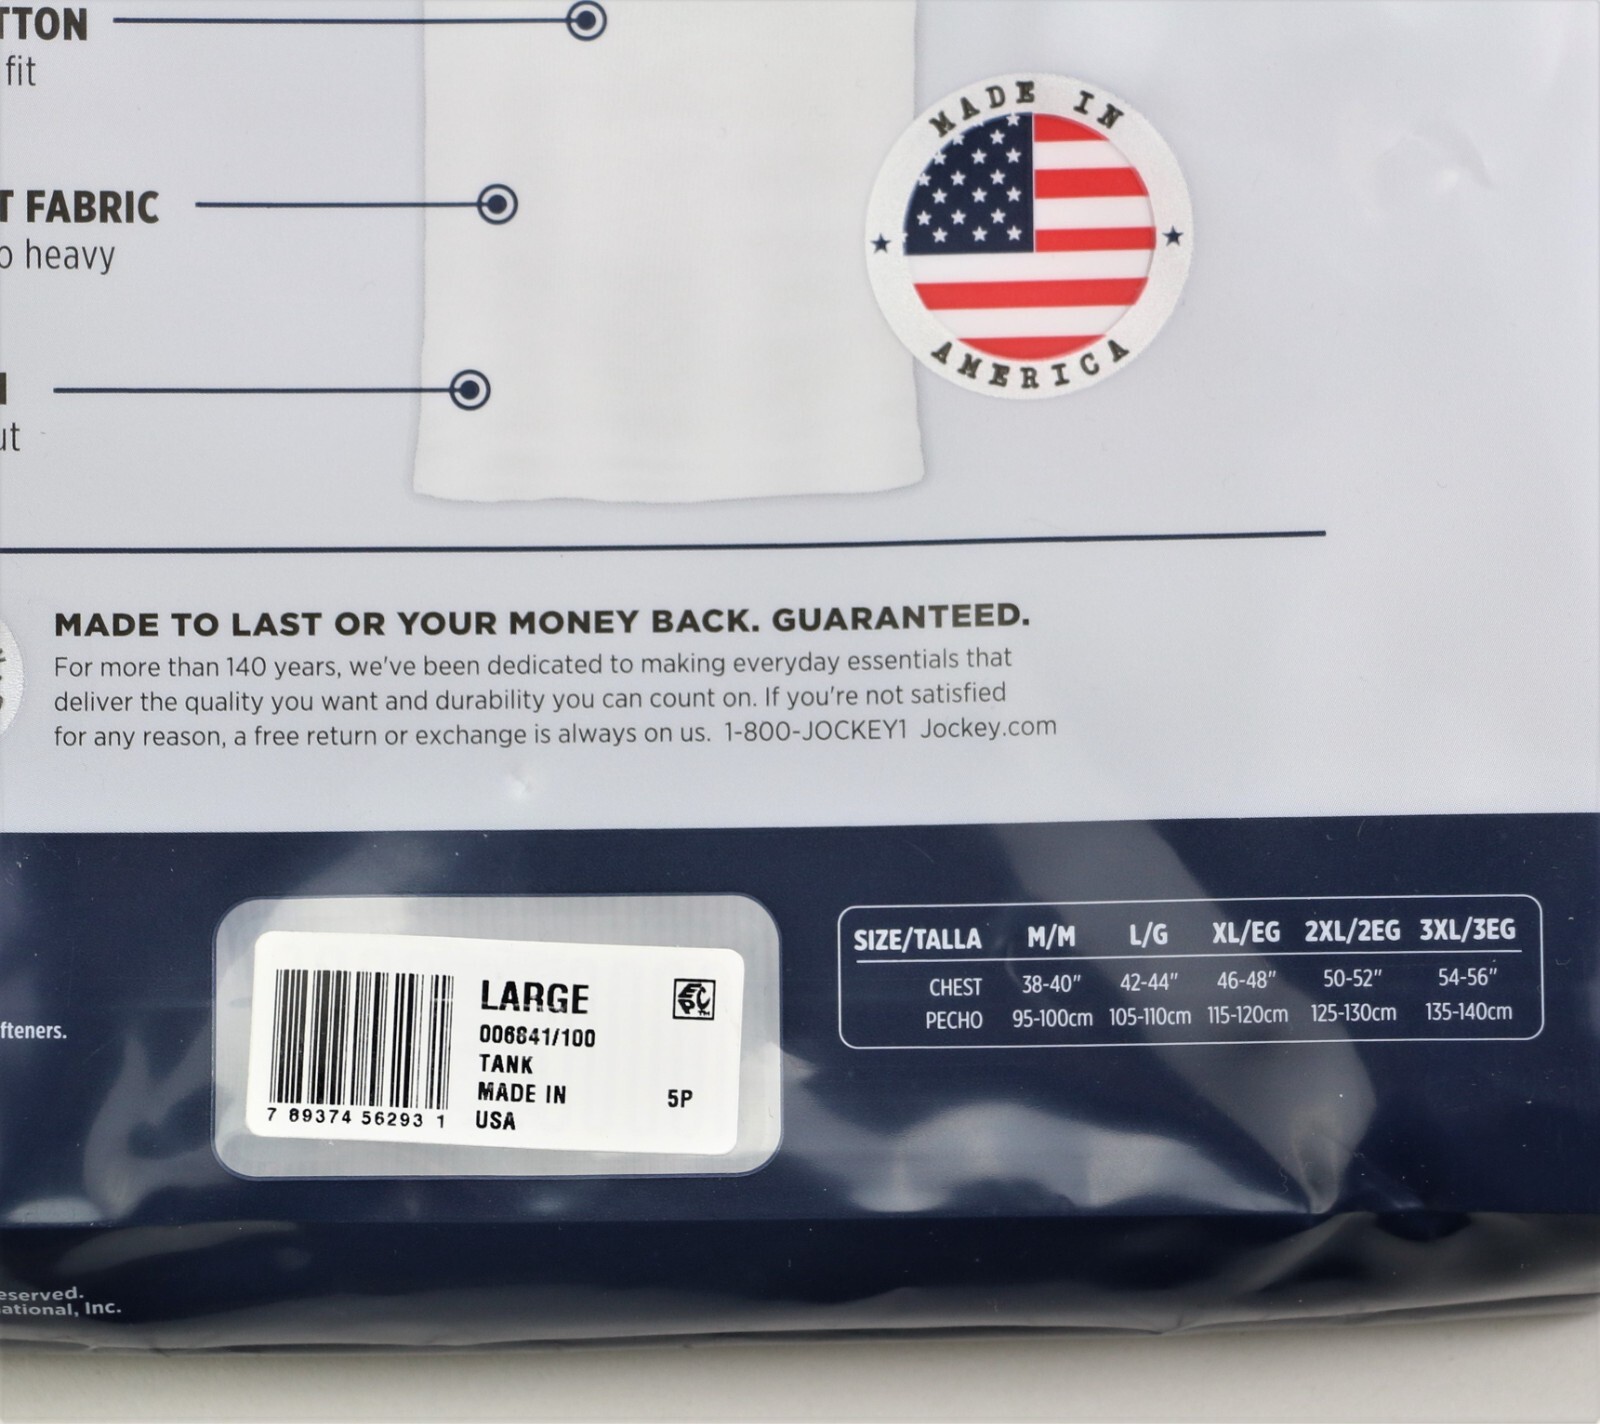 TTON
fit
T FABRIC
o heavy
ut
MADE IN
AMERICA
MADE TO LAST OR YOUR MONEY BACK. GUARANTEED.
For more than 140 years, we've been dedicated to making everyday essentials that
deliver the quality you want and durability you can count on. If you're not satisfied
for any reason, a free return or exchange is always on us. 1-800-JOCKEY1 Jockey.com
fteners.
LARGE
006841/100
TANK
MADE IN
USA
5P
7 89374 56293 1
SIZE/TALLA M/M L/G XL/EG 2XL/2EG 3XL/3EG
CHEST 38-40" 42-44" 46-48" 50-52" 54-56"
PECHO 95-100cm 105-110cm 115-120cm 125-130cm 135-140cm
eserved.
ational, Inc.